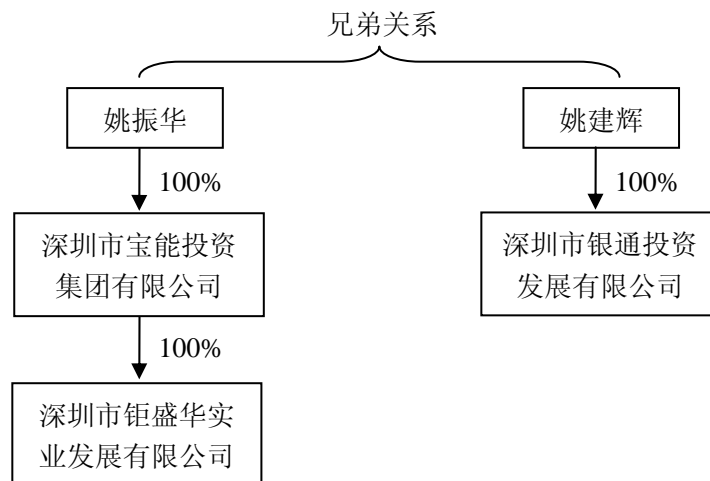 兄弟关系
姚振华
姚建辉
100%
100%
深圳市宝能投资
集团有限公司
深圳市银通投资
发展有限公司
100%
深圳市钜盛华实
业发展有限公司